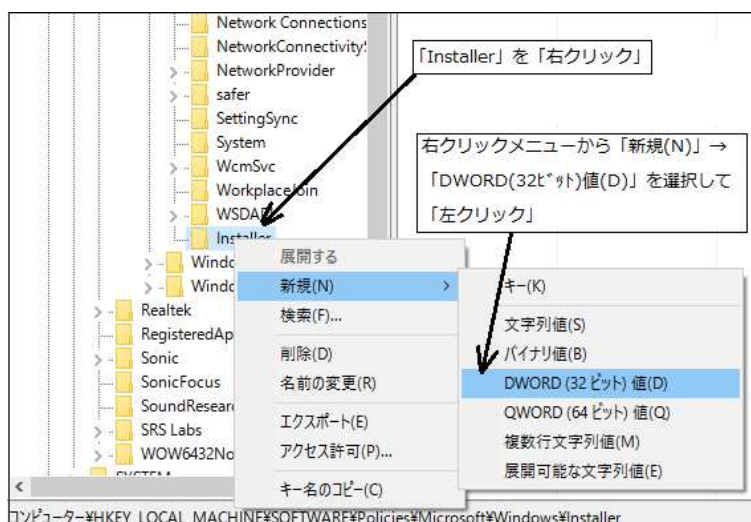 Network Connections
NetworkConnectivity
NetworkProvider
safer
SettingSync
System
WcmSvc
WorkplaceJoin
WSDAPI
Installer
Windo
Windo
Realtek
RegisteredAp
Sonic
SonicFocus
SoundResear
SRS Labs
WOW6432No
SYSTEM
「Installer」を「右クリック」
右クリックメニューから「新規(N)」→
「DWORD(32ﾋﾞｯﾄ)値(D)」を選択して
「左クリック」
展開する
新規(N)
検索(F)...
削除(D)
名前の変更(R)
エクスポート(E)
アクセス許可(P)...
キー名のコピー(C)
キー(K)
文字列値(S)
バイナリ値(B)
DWORD (32 ビット) 値(D)
QWORD (64 ビット) 値(Q)
複数行文字列値(M)
展開可能な文字列値(E)
コンピューター¥HKEY_LOCAL_MACHINE¥SOFTWARE¥Policies¥Microsoft¥Windows¥Installer